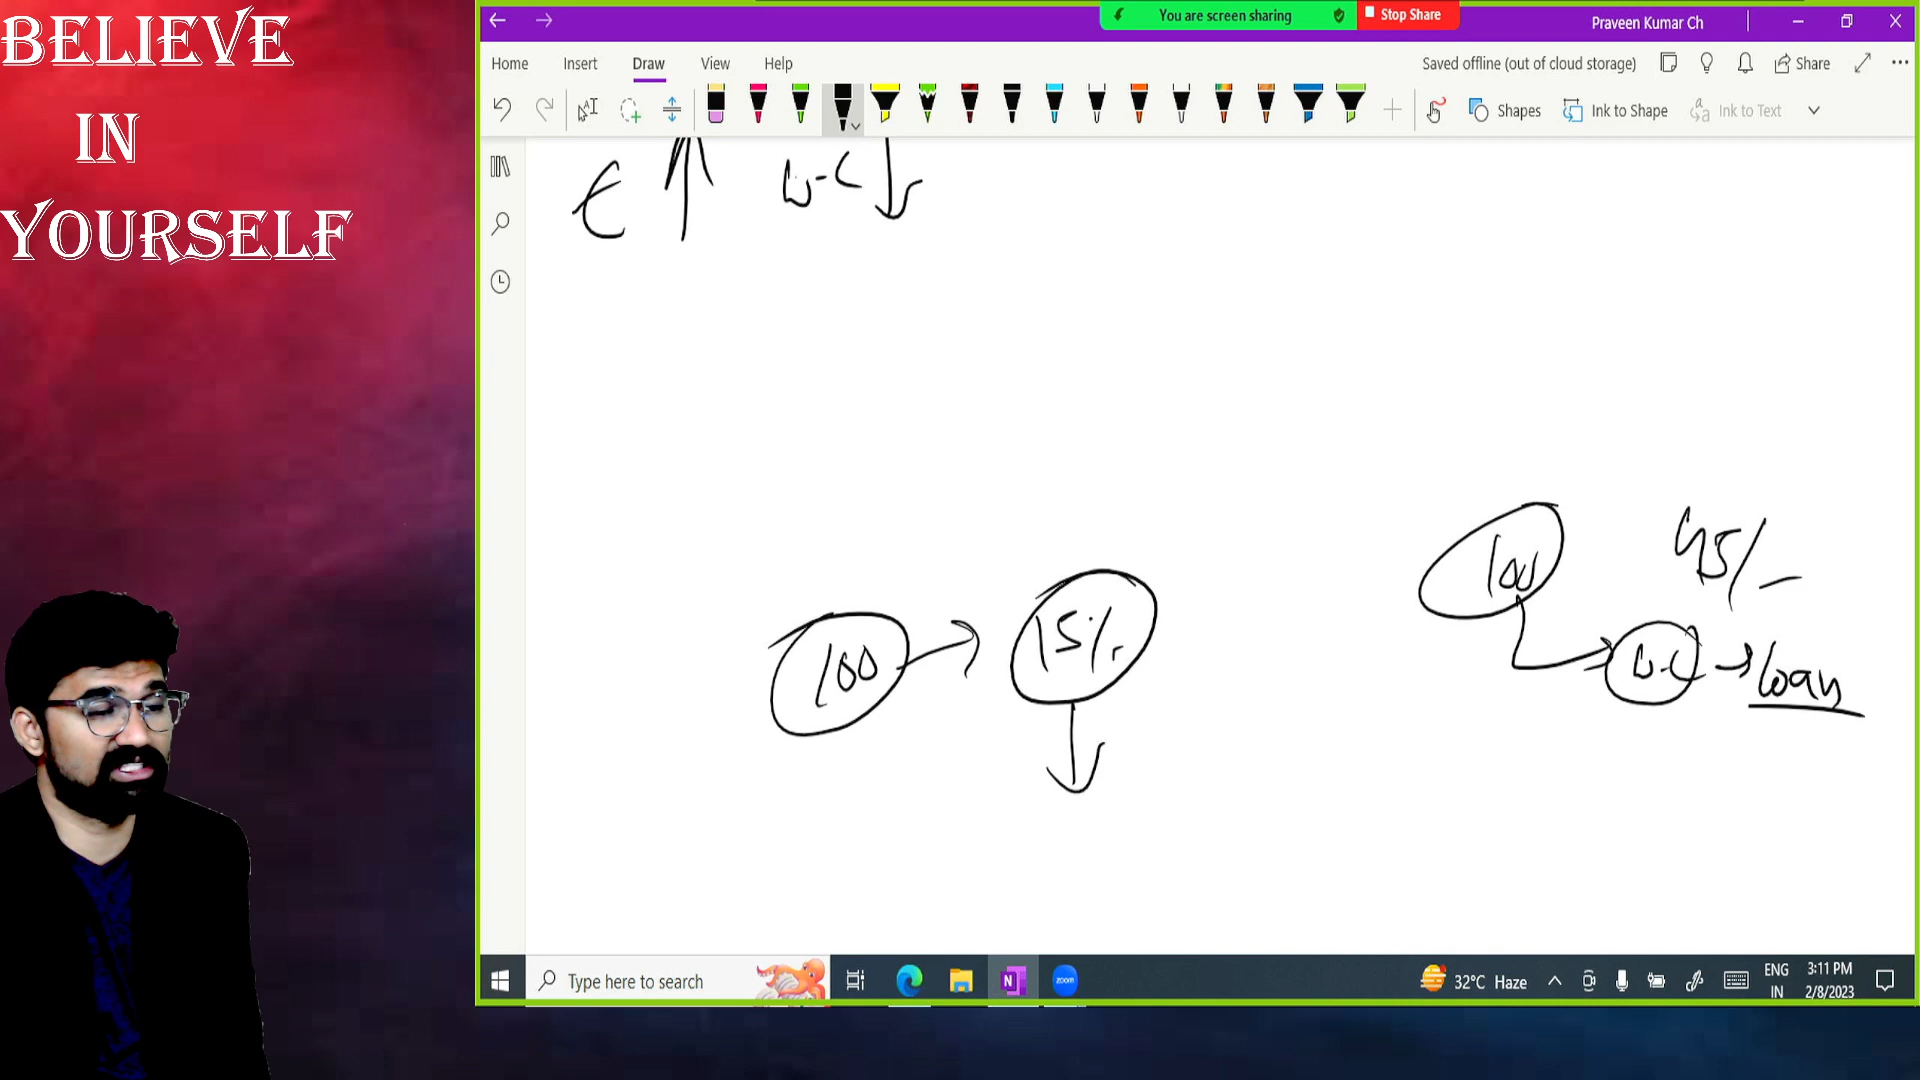 BELIEVE
IN
YOURSELF
You are screen sharing
Stop Share
Praveen Kumar Ch
Home Insert Draw View Help
Saved offline (out of cloud storage)
Share
Shapes
Ink to Shape
Ink to Text
E W-C
100
15%
100
45/-
W-C
loan
Type here to search
zoom
32°C Haze
ENG
IN
3:11 PM
2/8/2023